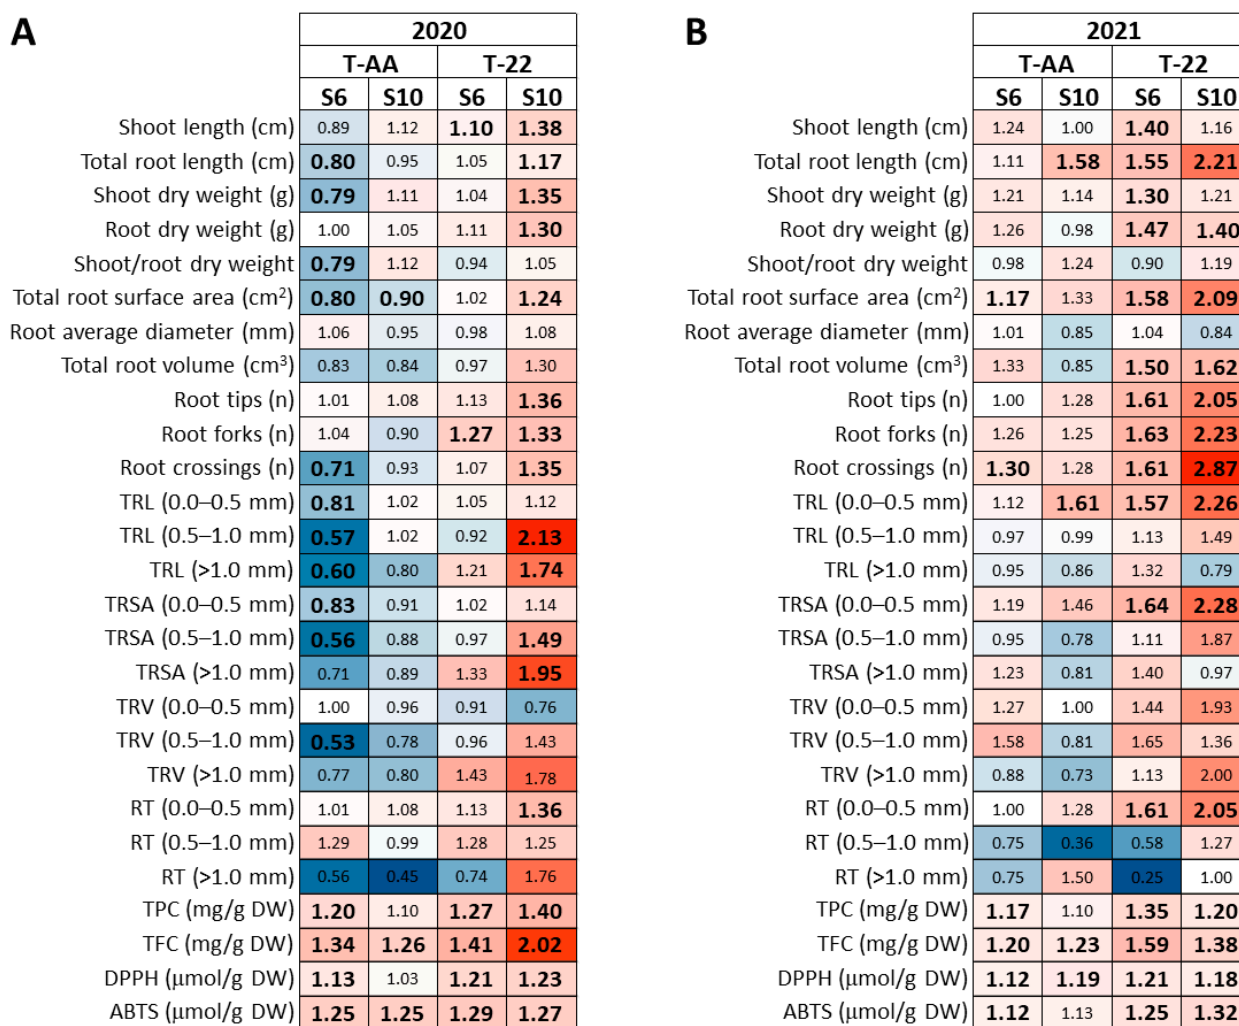 A
2020
T-AA T-22
S6 S10 S6 S10
Shoot length (cm) 0.89 1.12 1.10 1.38
Total root length (cm) 0.80 0.95 1.05 1.17
Shoot dry weight (g) 0.79 1.11 1.04 1.35
Root dry weight (g) 1.00 1.05 1.11 1.30
Shoot/root dry weight 0.79 1.12 0.94 1.05
Total root surface area (cm²) 0.80 0.90 1.02 1.24
Root average diameter (mm) 1.06 0.95 0.98 1.08
Total root volume (cm³) 0.83 0.84 0.97 1.30
Root tips (n) 1.01 1.08 1.13 1.36
Root forks (n) 1.04 0.90 1.27 1.33
Root crossings (n) 0.71 0.93 1.07 1.35
TRL (0.0–0.5 mm) 0.81 1.02 1.05 1.12
TRL (0.5–1.0 mm) 0.57 1.02 0.92 2.13
TRL (>1.0 mm) 0.60 0.80 1.21 1.74
TRSA (0.0–0.5 mm) 0.83 0.91 1.02 1.14
TRSA (0.5–1.0 mm) 0.56 0.88 0.97 1.49
TRSA (>1.0 mm) 0.71 0.89 1.33 1.95
TRV (0.0–0.5 mm) 1.00 0.96 0.91 0.76
TRV (0.5–1.0 mm) 0.53 0.78 0.96 1.43
TRV (>1.0 mm) 0.77 0.80 1.43 1.78
RT (0.0–0.5 mm) 1.01 1.08 1.13 1.36
RT (0.5–1.0 mm) 1.29 0.99 1.28 1.25
RT (>1.0 mm) 0.56 0.45 0.74 1.76
TPC (mg/g DW) 1.20 1.10 1.27 1.40
TFC (mg/g DW) 1.34 1.26 1.41 2.02
DPPH (μmol/g DW) 1.13 1.03 1.21 1.23
ABTS (μmol/g DW) 1.25 1.25 1.29 1.27
B
2021
T-AA T-22
S6 S10 S6 S10
Shoot length (cm) 1.24 1.00 1.40 1.16
Total root length (cm) 1.11 1.58 1.55 2.21
Shoot dry weight (g) 1.21 1.14 1.30 1.21
Root dry weight (g) 1.26 0.98 1.47 1.40
Shoot/root dry weight 0.98 1.24 0.90 1.19
Total root surface area (cm²) 1.17 1.33 1.58 2.09
Root average diameter (mm) 1.01 0.85 1.04 0.84
Total root volume (cm³) 1.33 0.85 1.50 1.62
Root tips (n) 1.00 1.28 1.61 2.05
Root forks (n) 1.26 1.25 1.63 2.23
Root crossings (n) 1.30 1.28 1.61 2.87
TRL (0.0–0.5 mm) 1.12 1.61 1.57 2.26
TRL (0.5–1.0 mm) 0.97 0.99 1.13 1.49
TRL (>1.0 mm) 0.95 0.86 1.32 0.79
TRSA (0.0–0.5 mm) 1.19 1.46 1.64 2.28
TRSA (0.5–1.0 mm) 0.95 0.78 1.11 1.87
TRSA (>1.0 mm) 1.23 0.81 1.40 0.97
TRV (0.0–0.5 mm) 1.27 1.00 1.44 1.93
TRV (0.5–1.0 mm) 1.58 0.81 1.65 1.36
TRV (>1.0 mm) 0.88 0.73 1.13 2.00
RT (0.0–0.5 mm) 1.00 1.28 1.61 2.05
RT (0.5–1.0 mm) 0.75 0.36 0.58 1.27
RT (>1.0 mm) 0.75 1.50 0.25 1.00
TPC (mg/g DW) 1.17 1.10 1.35 1.20
TFC (mg/g DW) 1.20 1.23 1.59 1.38
DPPH (μmol/g DW) 1.12 1.19 1.21 1.18
ABTS (μmol/g DW) 1.12 1.13 1.25 1.32